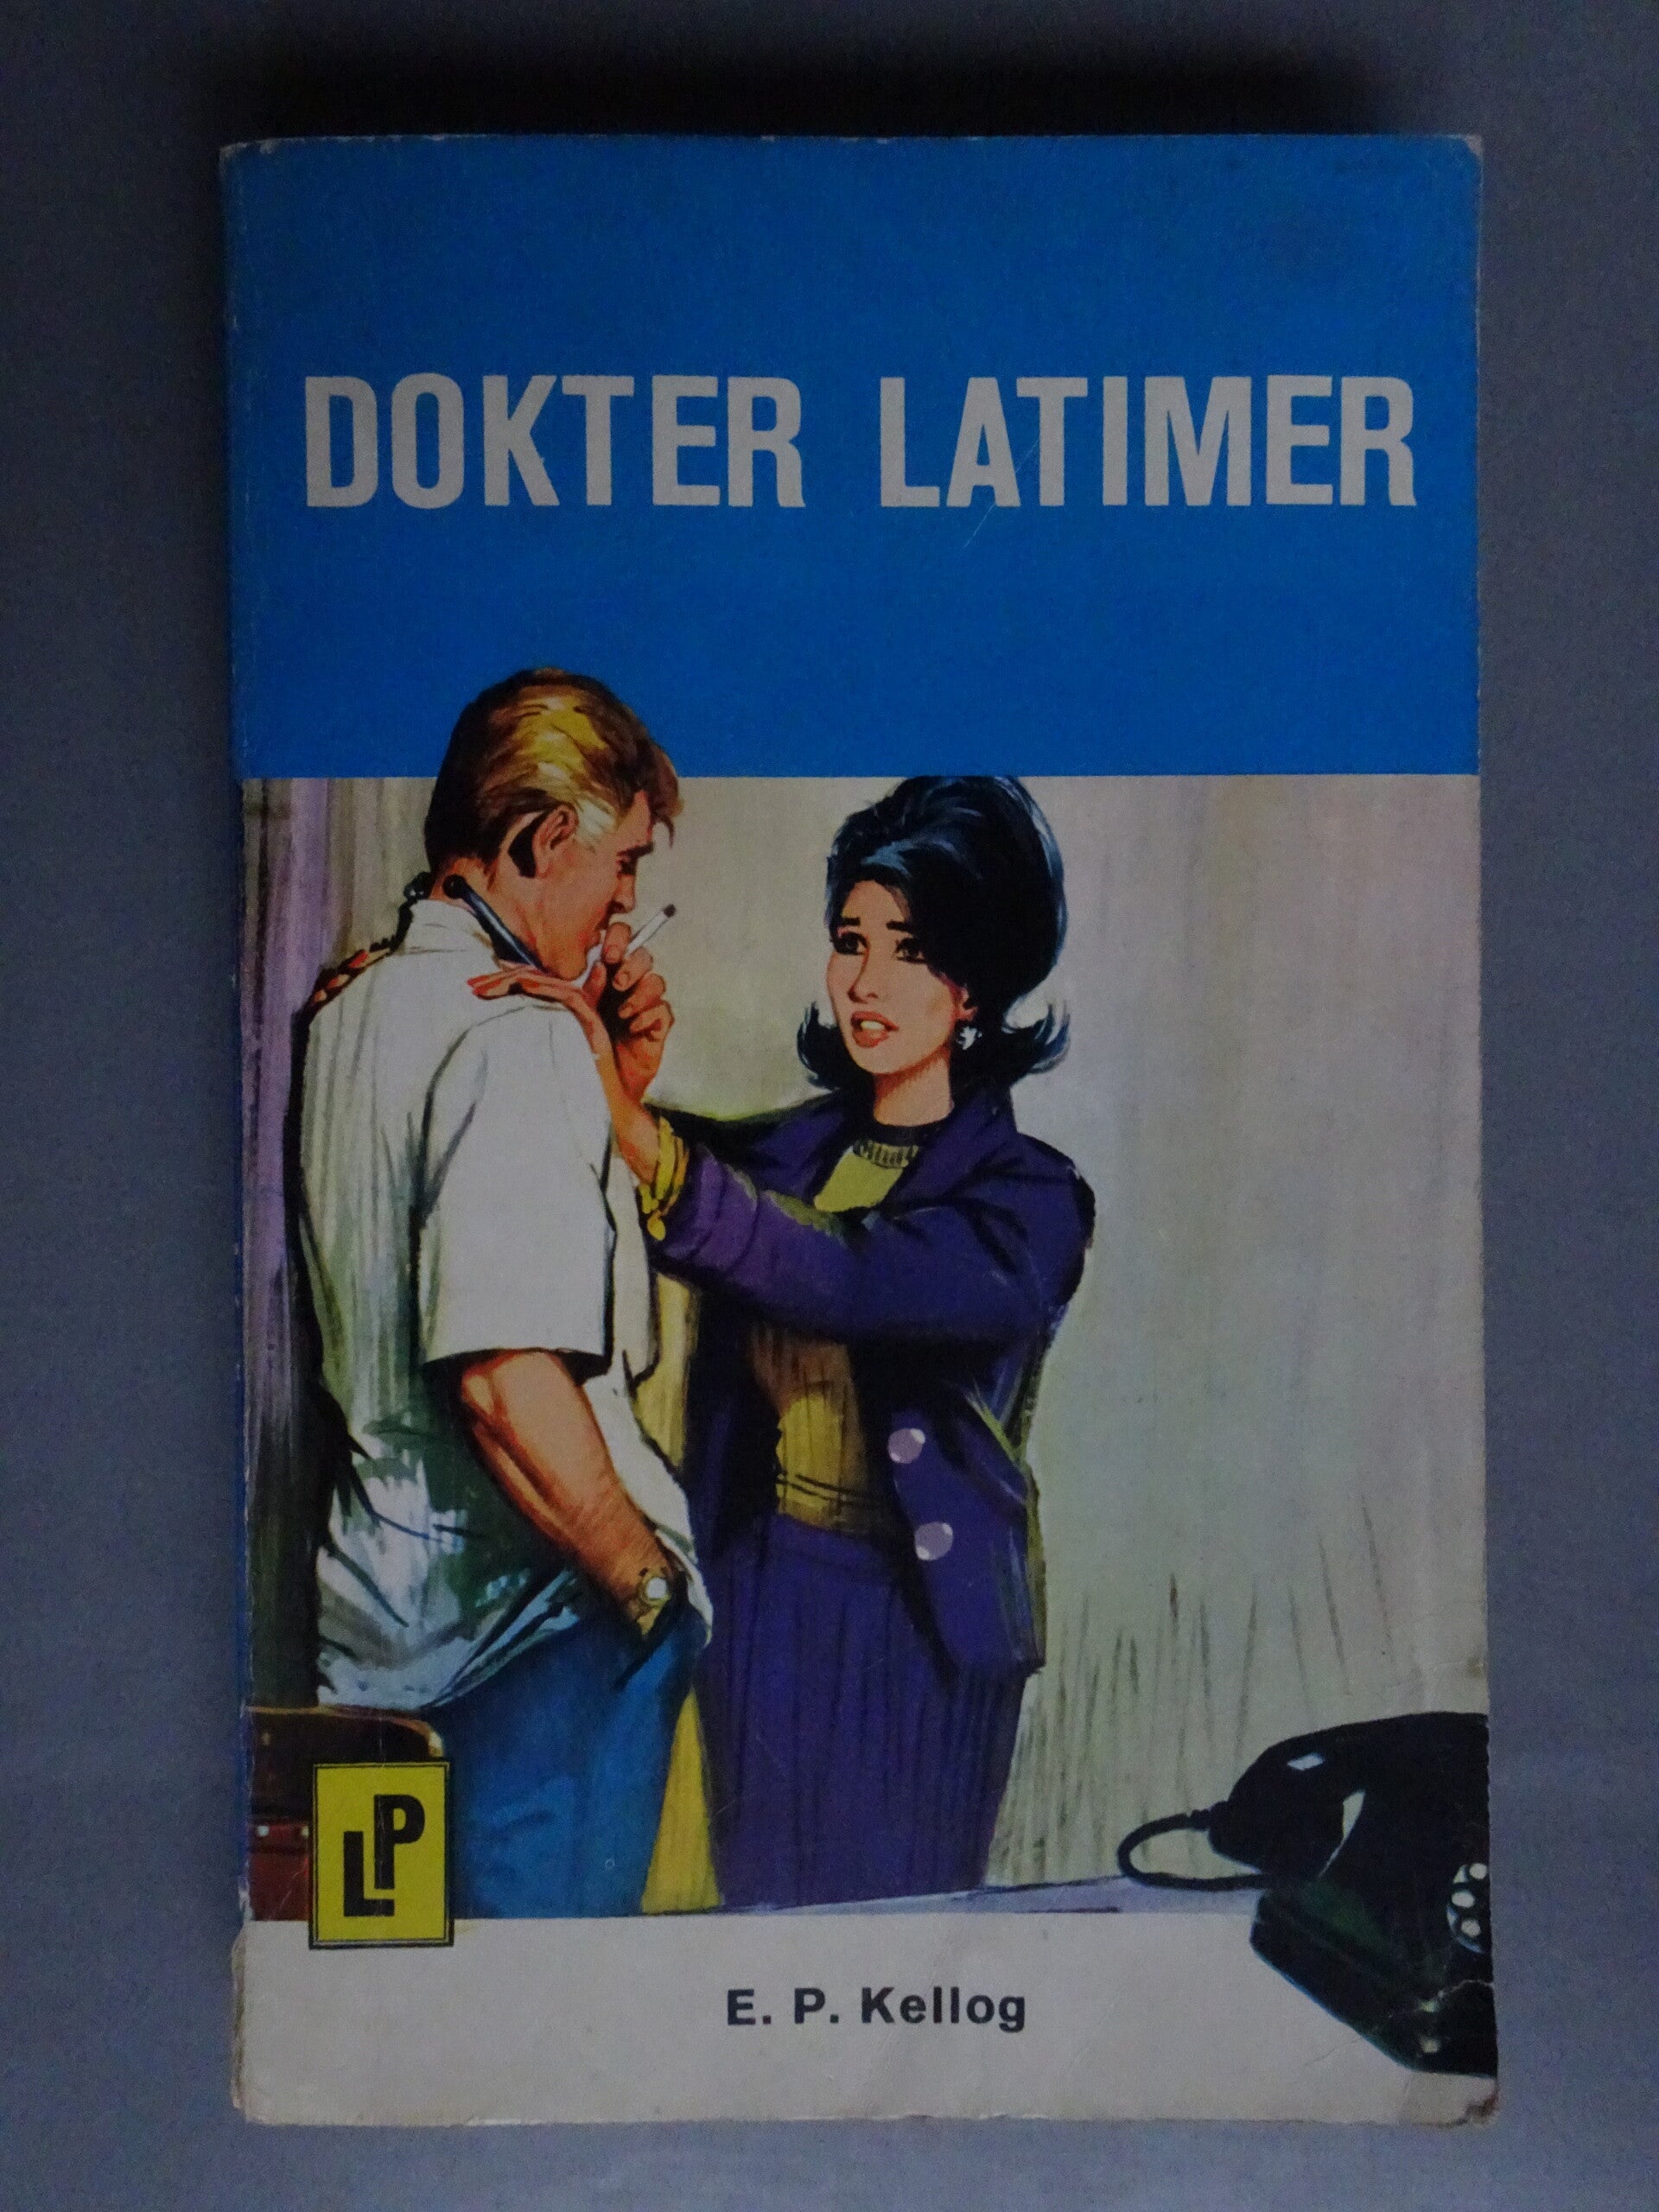 DOKTER LATIMER
LP
E. P. Kellog